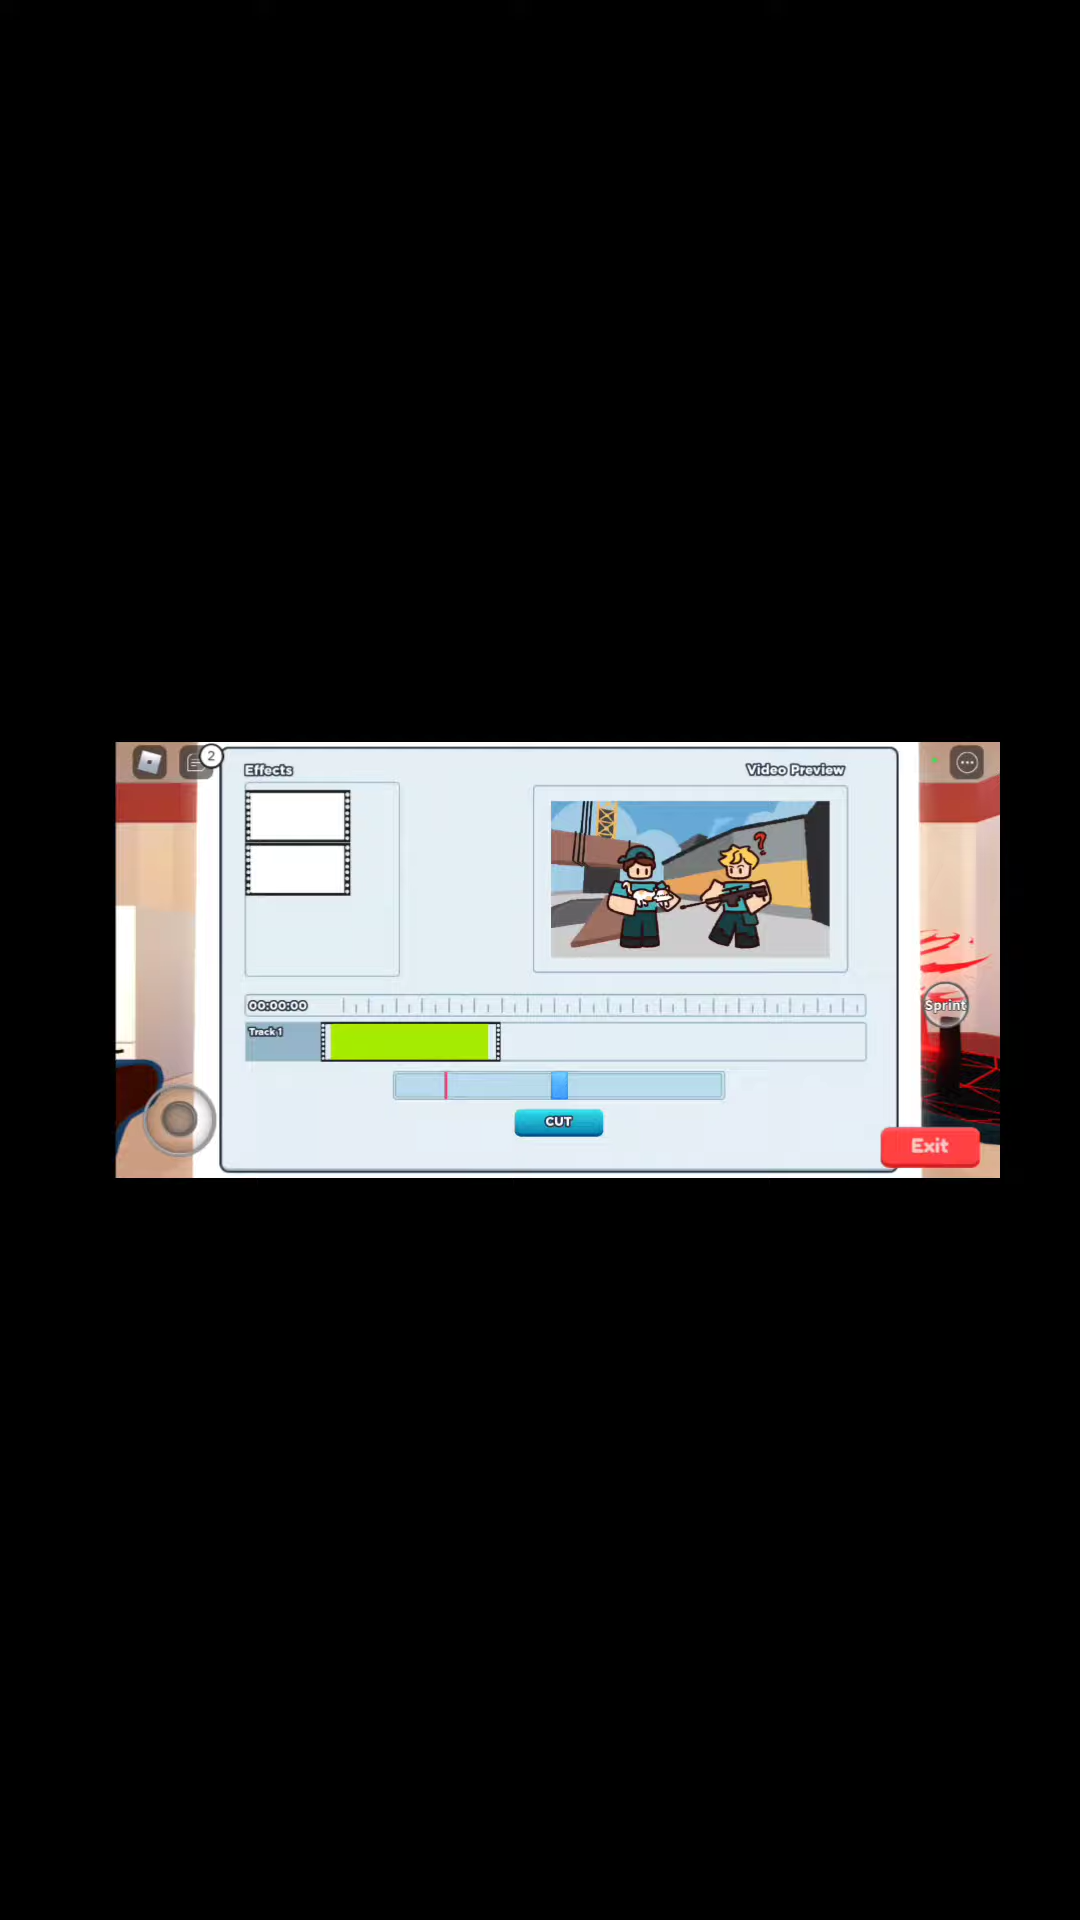 2
Effects
Video Preview
?
00:00:00
Sprint
Track 1
CUT
Exit